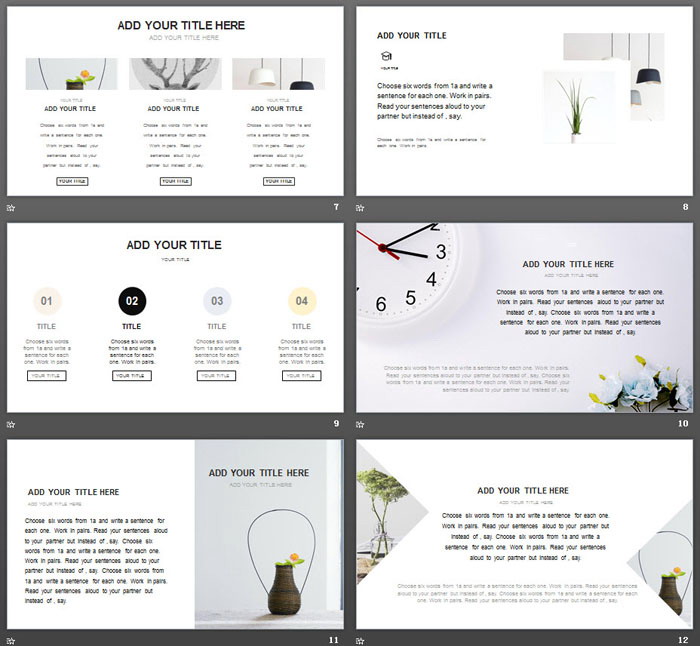 ADD YOUR TITLE HERE
ADD YOUR TITLE HERE
YOUR TITLE
ADD YOUR TITLE
Choose six words from 1a and
write a sentence for each one.
Work in pairs. Read your
sentences aloud to your
partner but instead of , say.
YOUR TITLE
YOUR TITLE
ADD YOUR TITLE
Choose six words from 1a and
write a sentence for each one.
Work in pairs. Read your
sentences aloud to your
partner but instead of , say.
YOUR TITLE
YOUR TITLE
ADD YOUR TITLE
Choose six words from 1a and
write a sentence for each one.
Work in pairs. Read your
sentences aloud to your
partner but instead of , say.
YOUR TITLE
7
ADD YOUR TITLE
YOUR TITLE
Choose six words from 1a and write a
sentence for each one. Work in pairs.
Read your sentences aloud to your
partner but instead of , say.
Choose six words from 1a and write a sentence for
each one. Work in pairs.
8
ADD YOUR TITLE
YOUR TITLE
01
TITLE
Choose six words
from 1a and write a
sentence for each
one. Work in pairs.
YOUR TITLE
02
TITLE
Choose six words
from 1a and write a
sentence for each
one. Work in pairs.
YOUR TITLE
03
TITLE
Choose six words
from 1a and write a
sentence for each
one. Work in pairs.
YOUR TITLE
04
TITLE
Choose six words
from 1a and write a
sentence for each
one. Work in pairs.
YOUR TITLE
9
2
3
4
5
6
ADD YOUR TITLE HERE
ADD YOUR TITLE HERE
Choose six words from 1a and write a sentence for each one.
Work in pairs. Read your sentences aloud to your partner but
instead of , say. Choose six words from 1a and write a
sentence for each one. Work in pairs. Read your sentences
aloud to your partner but instead of , say.
Choose six words from 1a and write a sentence for each one. Work in pairs.
Read your sentences aloud to your partner but instead of , say. Choose six
words from 1a and write a sentence for each one. Work in pairs. Read your
sentences aloud to your partner but instead of , say.
10
ADD YOUR TITLE HERE
ADD YOUR TITLE HERE
Choose six words from 1a and write a sentence for
each one. Work in pairs. Read your sentences aloud
to your partner but instead of , say. Choose six
words from 1a and write a sentence for each one.
Work in pairs. Read your sentences aloud to your
partner but instead of , say. Choose six words from
1a and write a sentence for each one. Work in pairs.
Read your sentences aloud to your partner but
instead of , say.
ADD YOUR TITLE HERE
ADD YOUR TITLE HERE
11
ADD YOUR TITLE HERE
ADD YOUR TITLE HERE
Choose six words from 1a and write a sentence for each one.
Work in pairs. Read your sentences aloud to your partner but
instead of , say. Choose six words from 1a and write a
sentence for each one. Work in pairs. Read your sentences
aloud to your partner but instead of , say.
Choose six words from 1a and write a sentence for each one. Work in pairs. Read your sentences
aloud to your partner but instead of , say. Choose six words from 1a and write a sentence for each
one. Work in pairs. Read your sentences aloud to your partner but instead of , say.
12